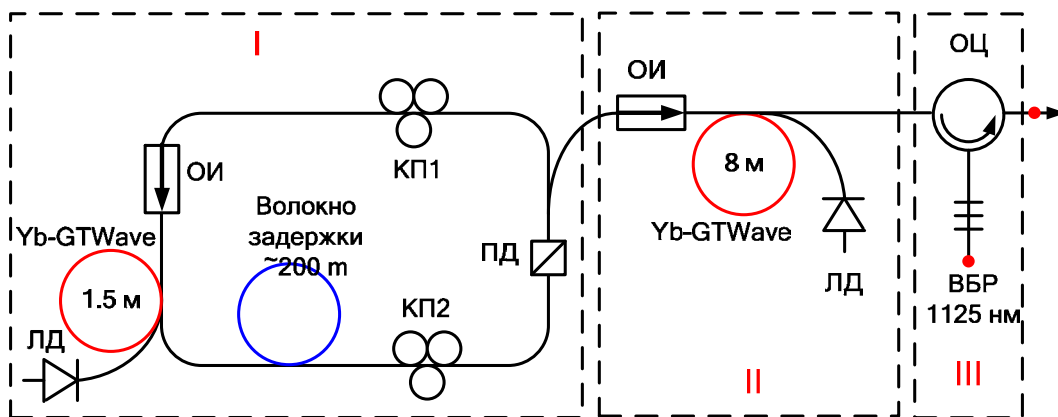 I
ОИ
КП1
Yb-GTWave
1.5 м
ЛД
Волокно
задержки
~200 m
КП2
ПД
ОИ
8 м
Yb-GTWave
ЛД
II
ОЦ
ВБР
1125 нм
III